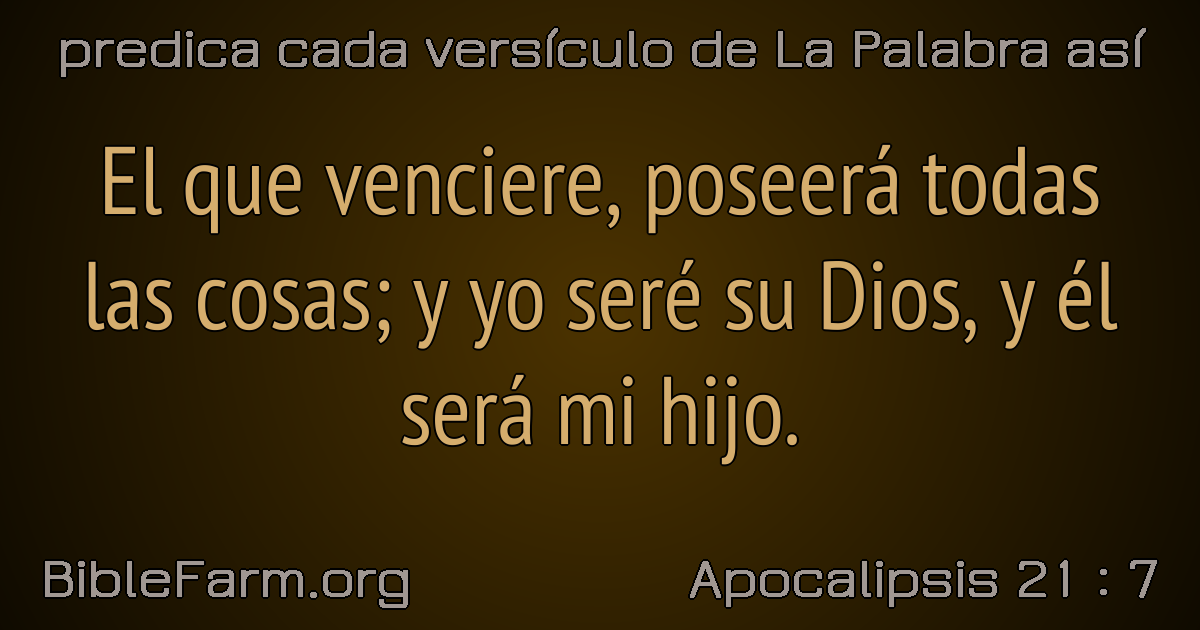 predica cada versículo de La Palabra así
El que venciere, poseerá todas
las cosas; y yo seré su Dios, y él
será mi hijo.
BibleFarm.org
Apocalipsis 21 : 7